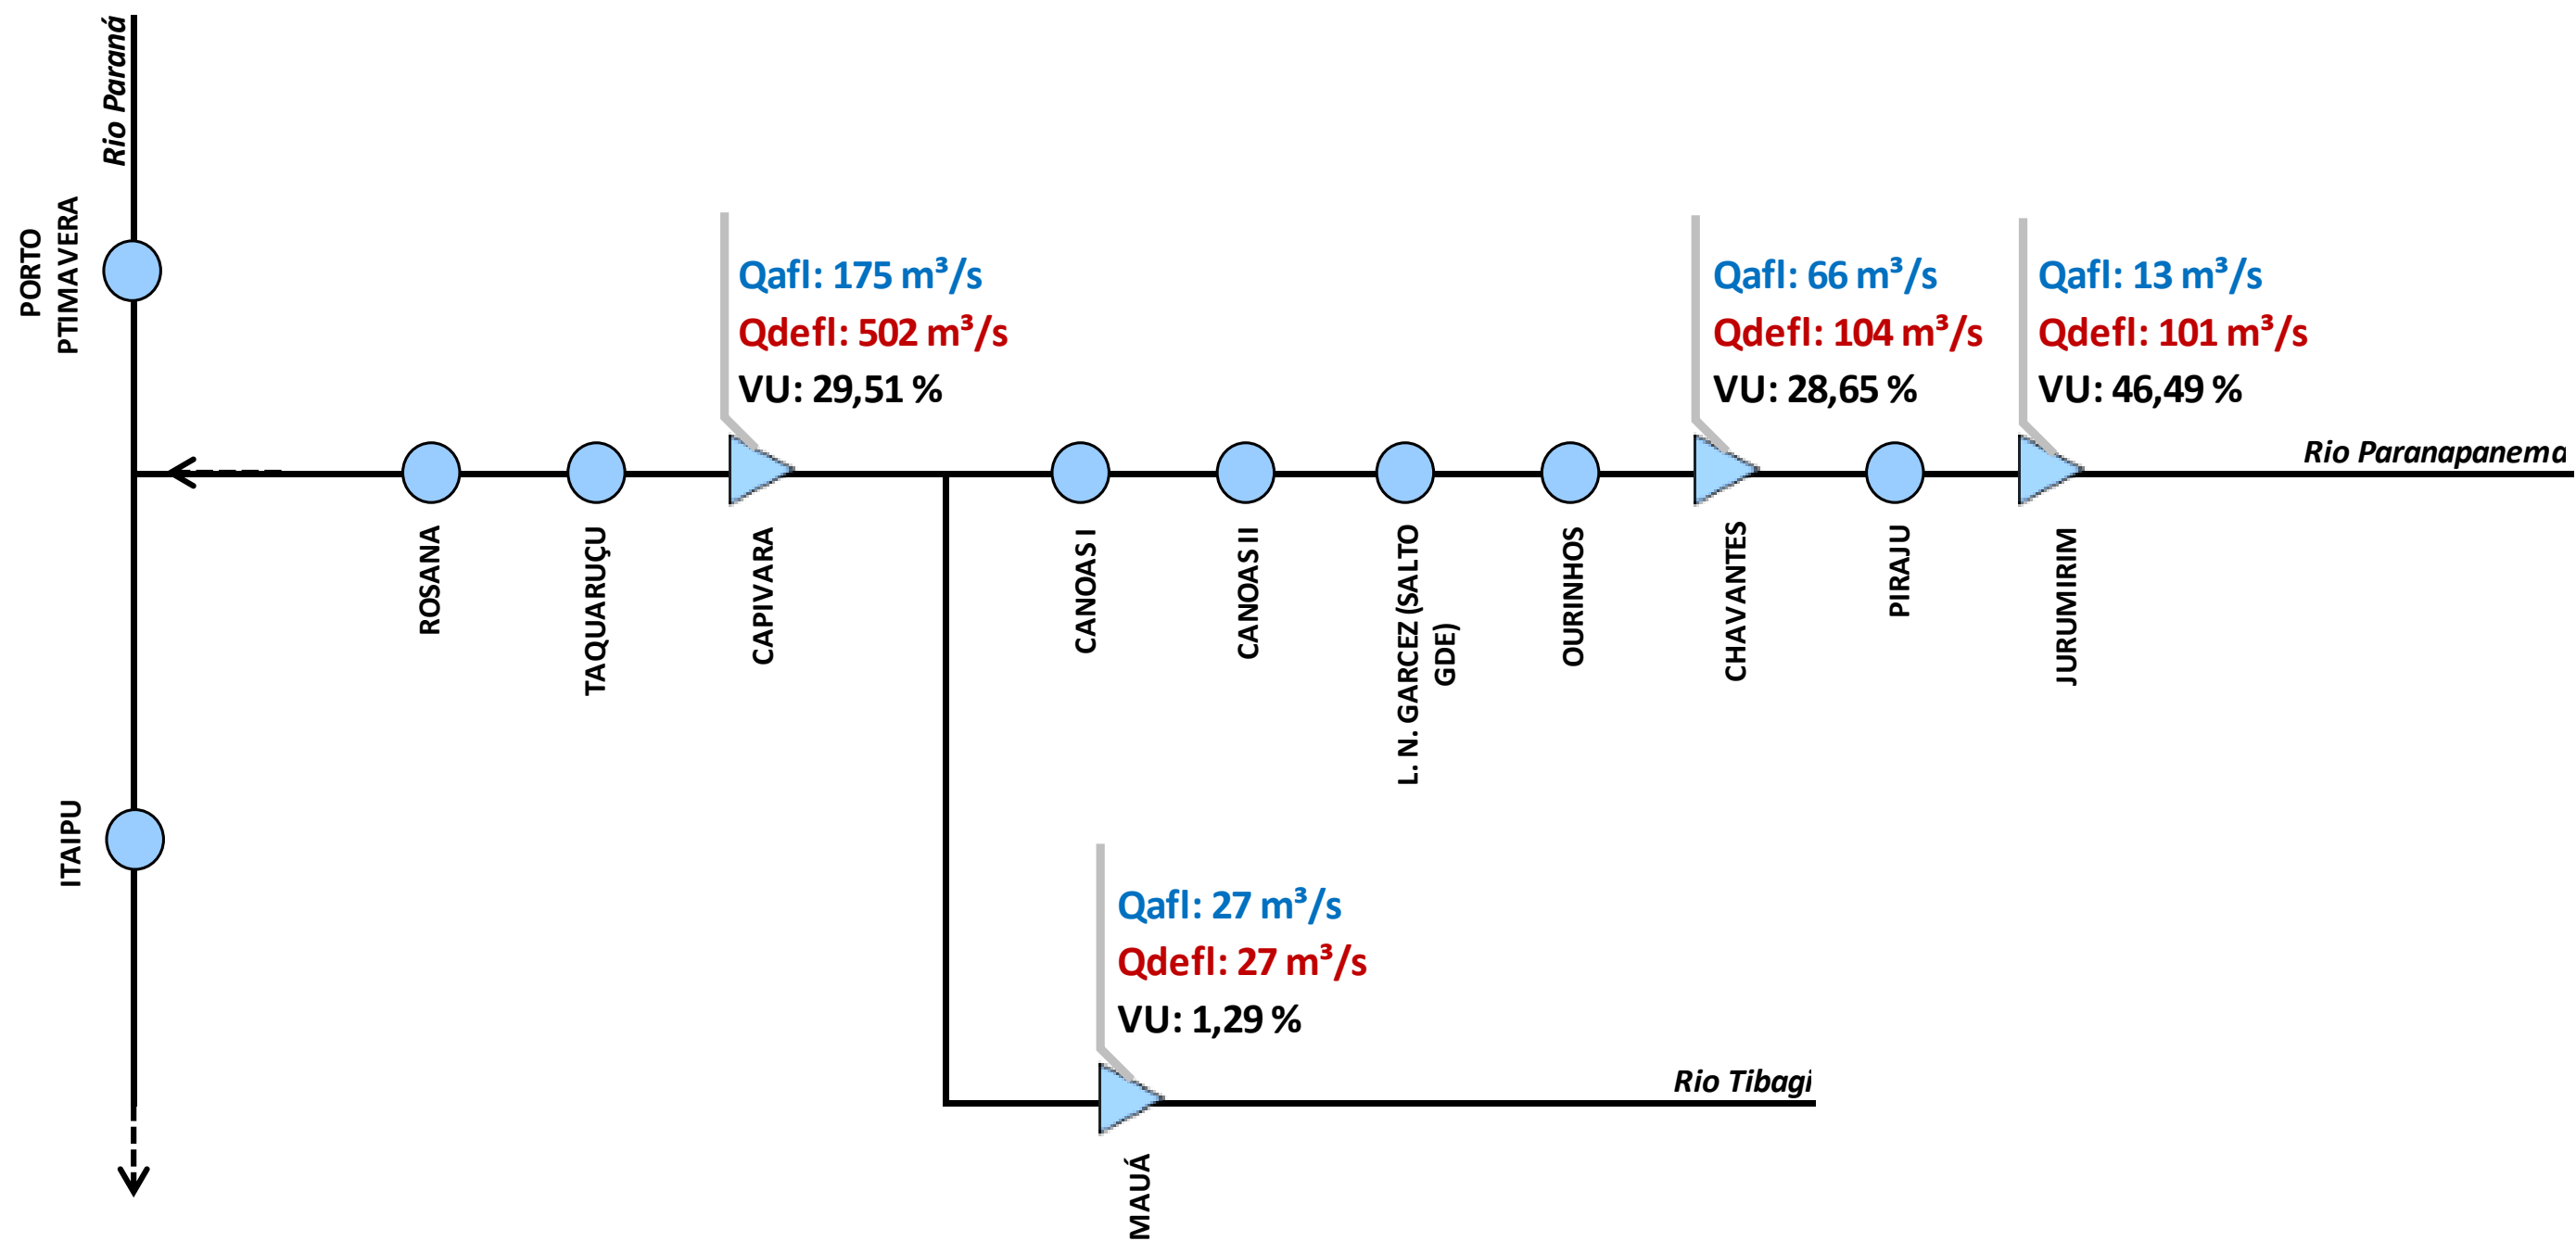 Rio Paraná
PORTO
PTIMAVERA
Qafl: 175 m³/s
Qdefl: 502 m³/s
VU: 29,51 %
Qafl: 66 m³/s
Qdefl: 104 m³/s
VU: 28,65 %
Qafl: 13 m³/s
Qdefl: 101 m³/s
VU: 46,49 %
Rio Paranapanema
ROSANA
TAQUARUÇU
CAPIVARA
CANOAS I
CANOAS II
L. N. GARCEZ (SALTO
GDE)
OURINHOS
CHAVANTES
PIRAJU
JURUMIRIM
ITAIPU
Qafl: 27 m³/s
Qdefl: 27 m³/s
VU: 1,29 %
Rio Tibagi
MAUÁ